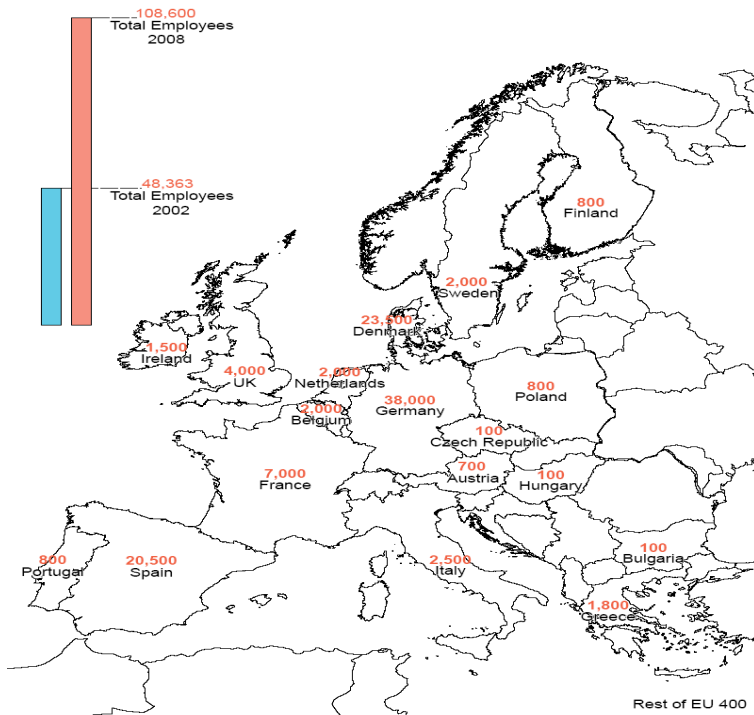 108,600
Total Employees
2008
48,363
Total Employees
2002
800
Finland
2,000
Sweden
23,500
Denmark
1,500
Ireland
4,000
UK
2,000
Netherlands
38,000
Germany
800
Poland
2,000
Belgium
100
Czech Republic
7,000
France
700
Austria
100
Hungary
800
Portugal
20,500
Spain
2,500
Italy
100
Bulgaria
1,800
Greece
Rest of EU 400